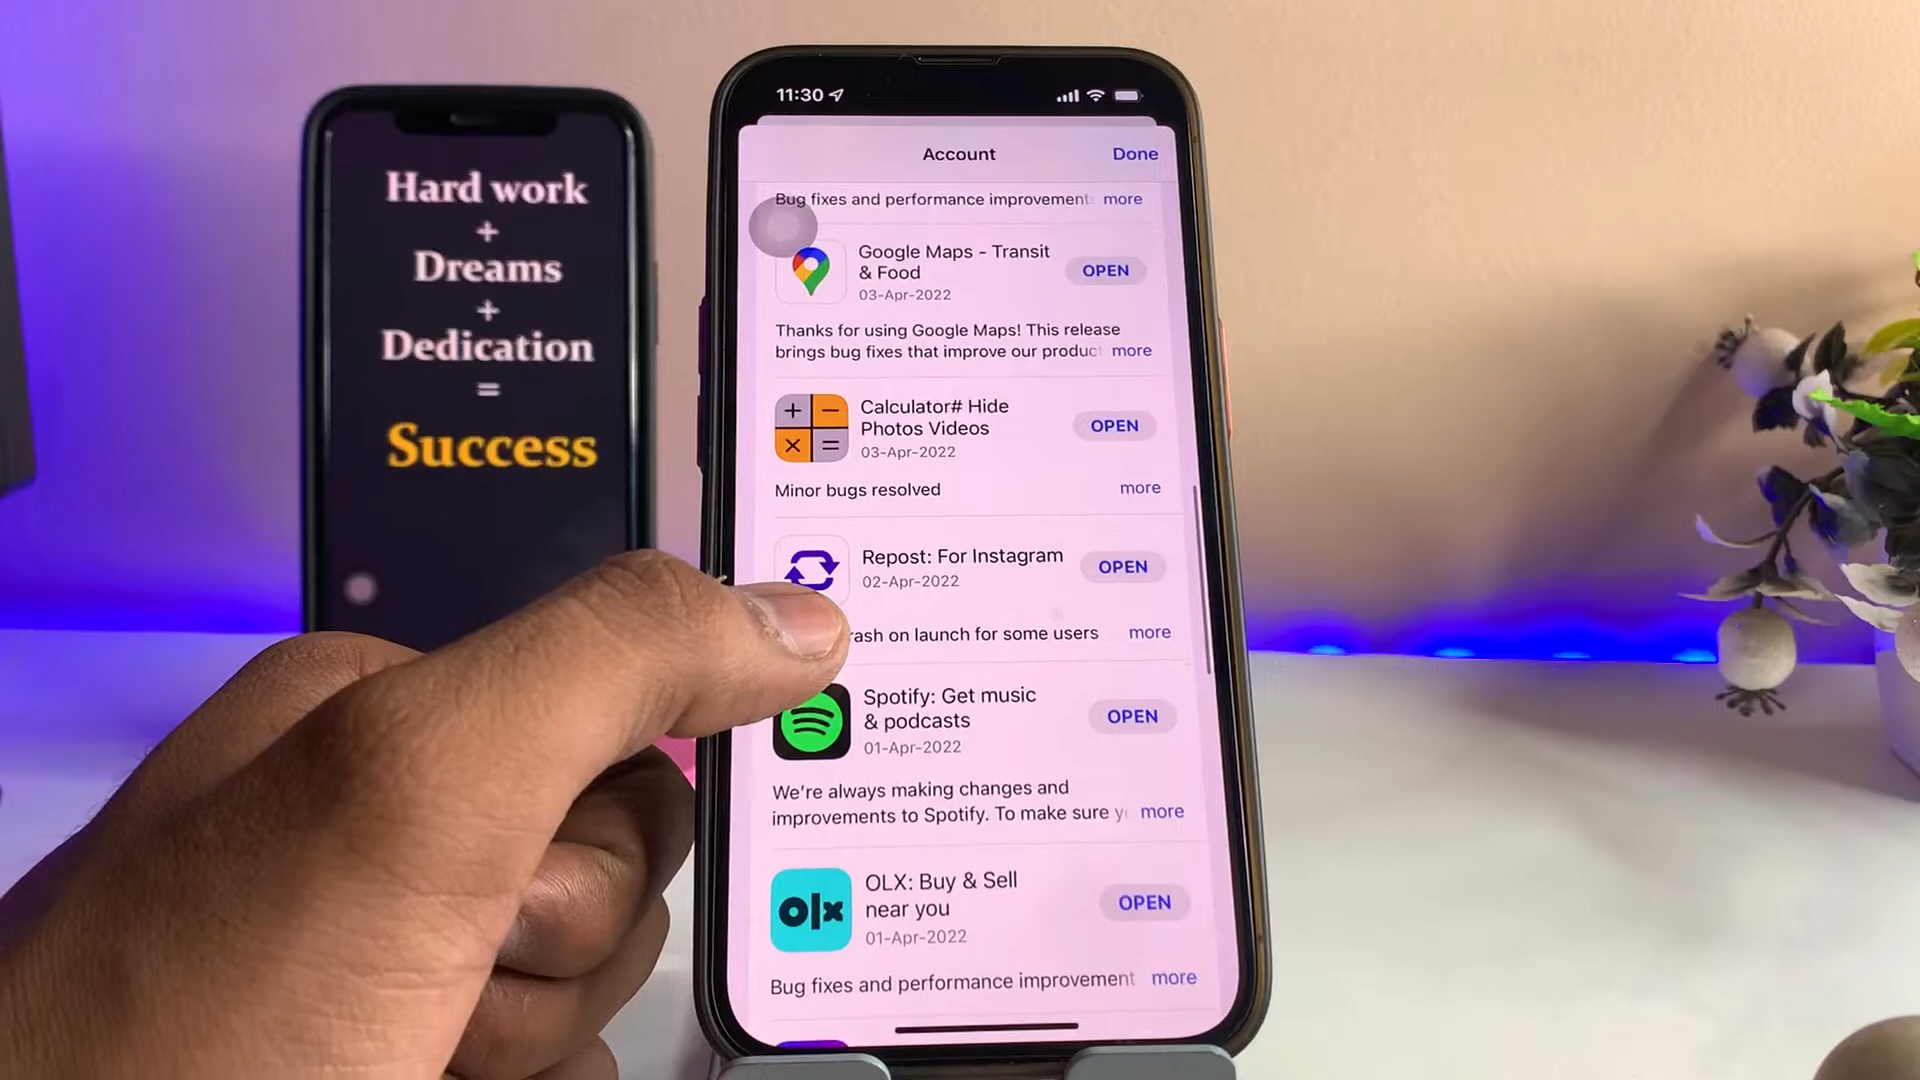 Hard work
+
Dreams
+
Dedication
=
Success
11:30
Account
Done
Bug fixes and performance improvement
more
Google Maps - Transit
& Food
OPEN
03-Apr-2022
Thanks for using Google Maps! This release
brings bug fixes that improve our produc
more
Calculator# Hide
Photos Videos
OPEN
03-Apr-2022
Minor bugs resolved
more
Repost: For Instagram
OPEN
02-Apr-2022
rash on launch for some users
more
Spotify: Get music
& podcasts
OPEN
01-Apr-2022
We're always making changes and
improvements to Spotify. To make sure y
more
olx
OLX: Buy & Sell
near you
OPEN
01-Apr-2022
Bug fixes and performance improvement
more